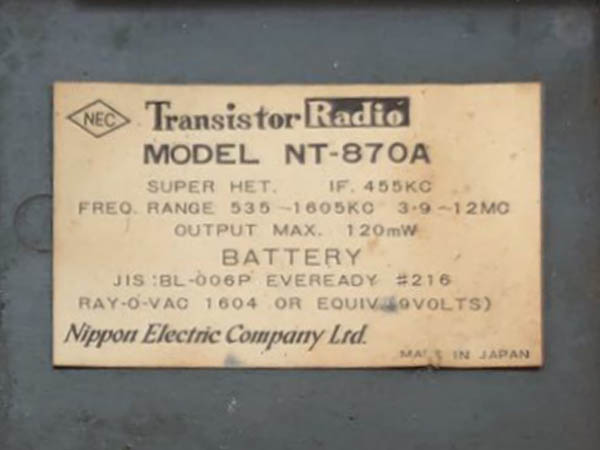 NEC Transistor Radio
MODEL NT-870A
SUPER HET. IF. 455KC
FREQ. RANGE 535~1605KC 3·9~12MC
OUTPUT MAX. 120mW
BATTERY
JIS:BL-006P EVEREADY #216
RAY-O-VAC 1604 OR EQUIV. (9VOLTS)
Nippon Electric Company Ltd.
MADE IN JAPAN